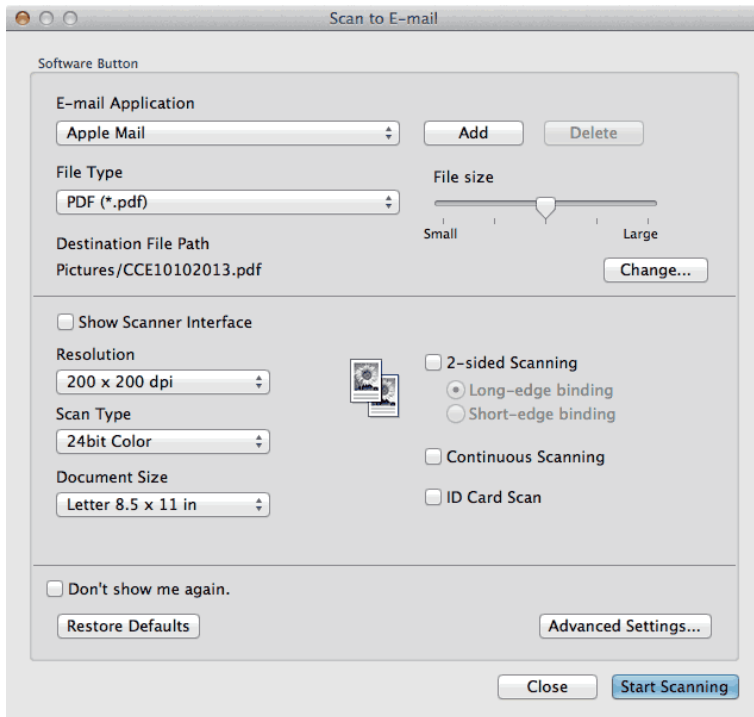 Scan to E-mail
Software Button
E-mail Application
Apple Mail
Add
Delete
File Type
PDF (*.pdf)
File size
Small
Large
Destination File Path
Pictures/CCE10102013.pdf
Change...
Show Scanner Interface
Resolution
200 x 200 dpi
Scan Type
24bit Color
Document Size
Letter 8.5 x 11 in
2-sided Scanning
Long-edge binding
Short-edge binding
Continuous Scanning
ID Card Scan
Don't show me again.
Restore Defaults
Advanced Settings...
Close
Start Scanning